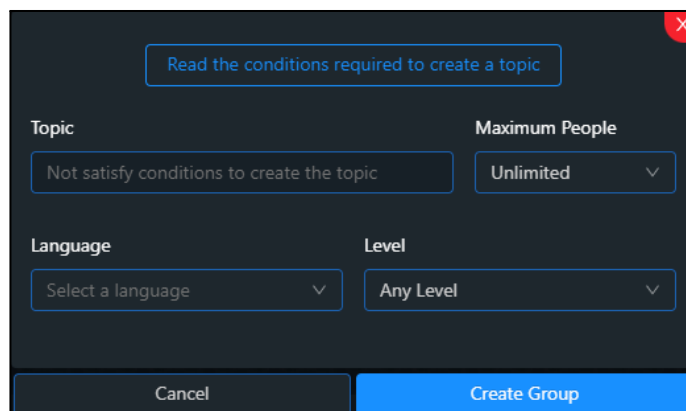 X
Read the conditions required to create a topic
Topic
Maximum People
Not satisfy conditions to create the topic
Unlimited
Language
Level
Select a language
Any Level
Cancel
Create Group